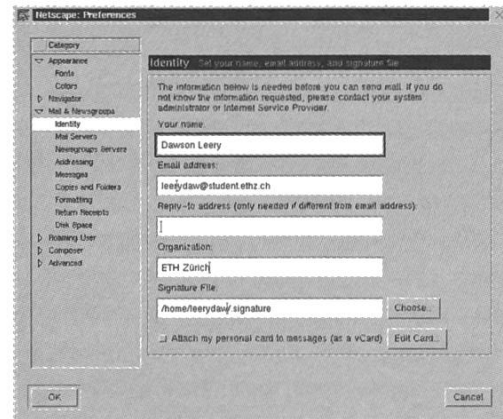 Netscape: Preferences
Category
Appearance
Fonts
Colors
Navigator
Mail & Newsgroups
Identity
Mail Servers
Newsgroups Servers
Addressing
Messages
Copies and Folders
Formatting
Return Receipts
Disk Space
Roaming User
Composer
Advanced
Identity Set your name, email address, and signature file
The information below is needed before you can send mail. If you do
not know the information requested, please contact your system
administrator or Internet Service Provider.
Your name:
Dawson Leery
Email address:
leerydaw@student.ethz.ch
Reply-to address (only needed if different from email address):
Organization:
ETH Zürich
Signature File:
/home/leerydaw/.signature
Choose...
Attach my personal card to messages (as a vCard)
Edit Card...
OK
Cancel